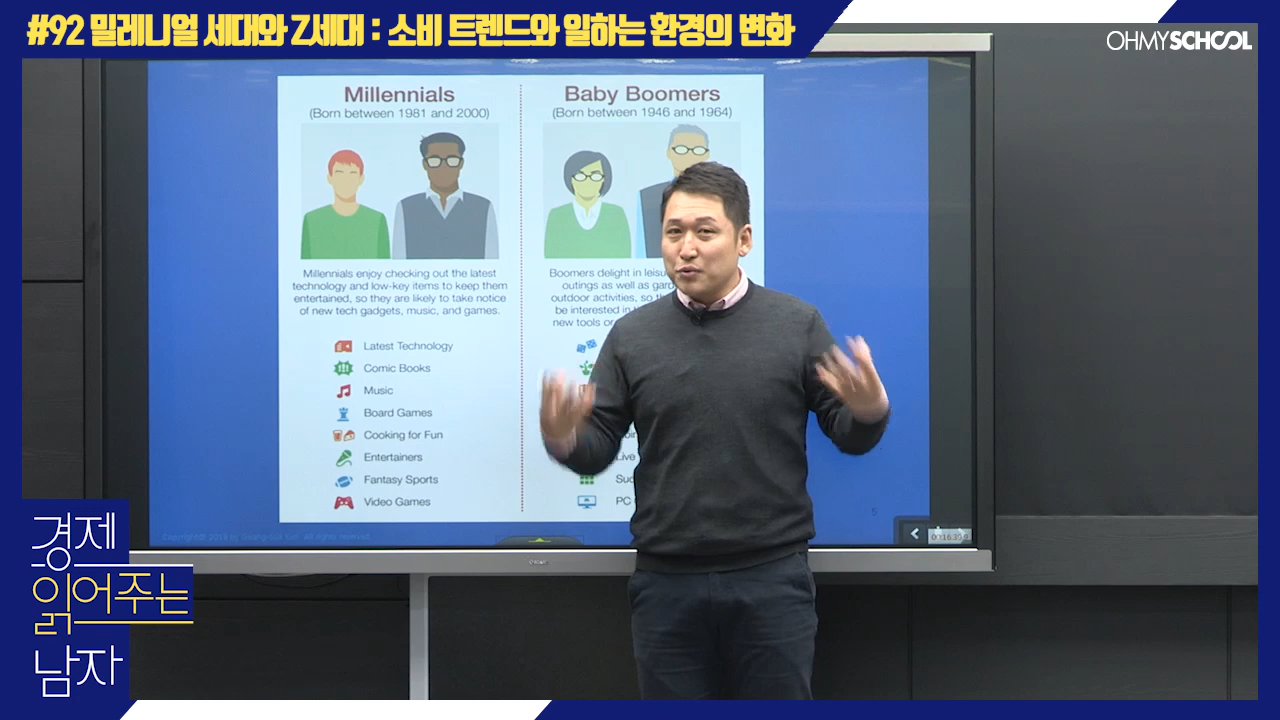 #92 밀레니얼 세대와 Z세대 : 소비 트렌드와 일하는 환경의 변화
OHMYSCHOOL
Millennials
(Born between 1981 and 2000)
Millennials enjoy checking out the latest
technology and low-key items to keep them
entertained, so they are likely to take notice
of new tech gadgets, music, and games.
Latest Technology
Comic Books
Music
Board Games
Cooking for Fun
Entertainers
Fantasy Sports
Video Games
Baby Boomers
(Born between 1946 and 1964)
Boomers delight in
outings as well as
outdoor activities, so
be interested in
new tools or
Live
PC
5
경제
읽어주는
남자